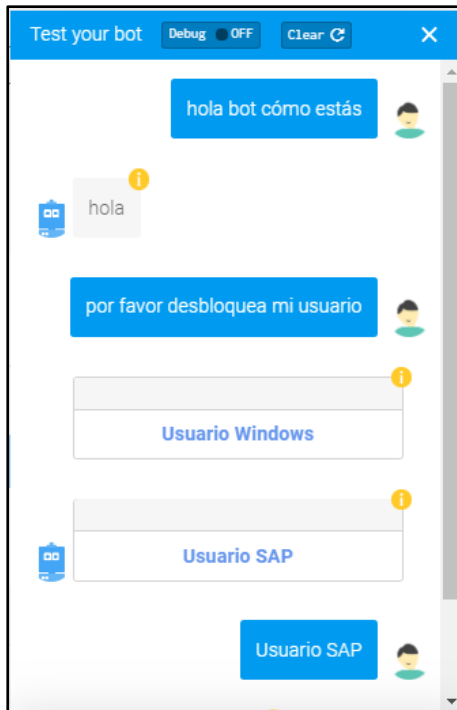 Test your bot Debug OFF Clear
hola bot cómo estás
hola
por favor desbloquea mi usuario
Usuario Windows
Usuario SAP
Usuario SAP